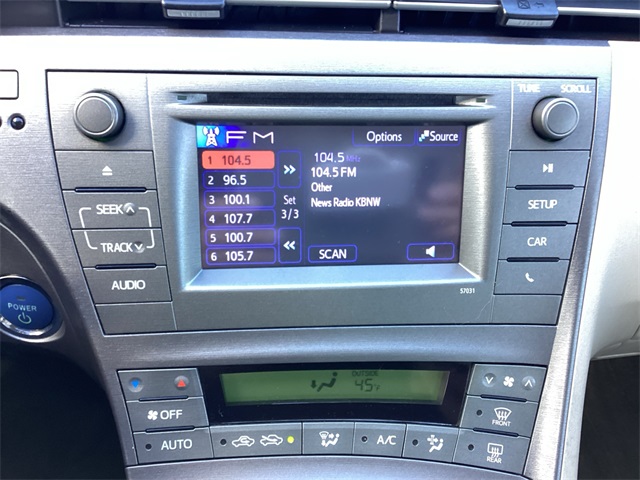 TUNE SCROLL
FM Options Source
1 104.5 104.5 MHz
104.5 FM
2 96.5 Other
3 100.1 Set News Radio KBNW
4 107.7 3/3
5 100.7
6 105.7 SCAN
SEEK
TRACK
AUDIO
SETUP
CAR
POWER
57031
OUTSIDE
45°F
OFF
AUTO
A/C
FRONT
REAR